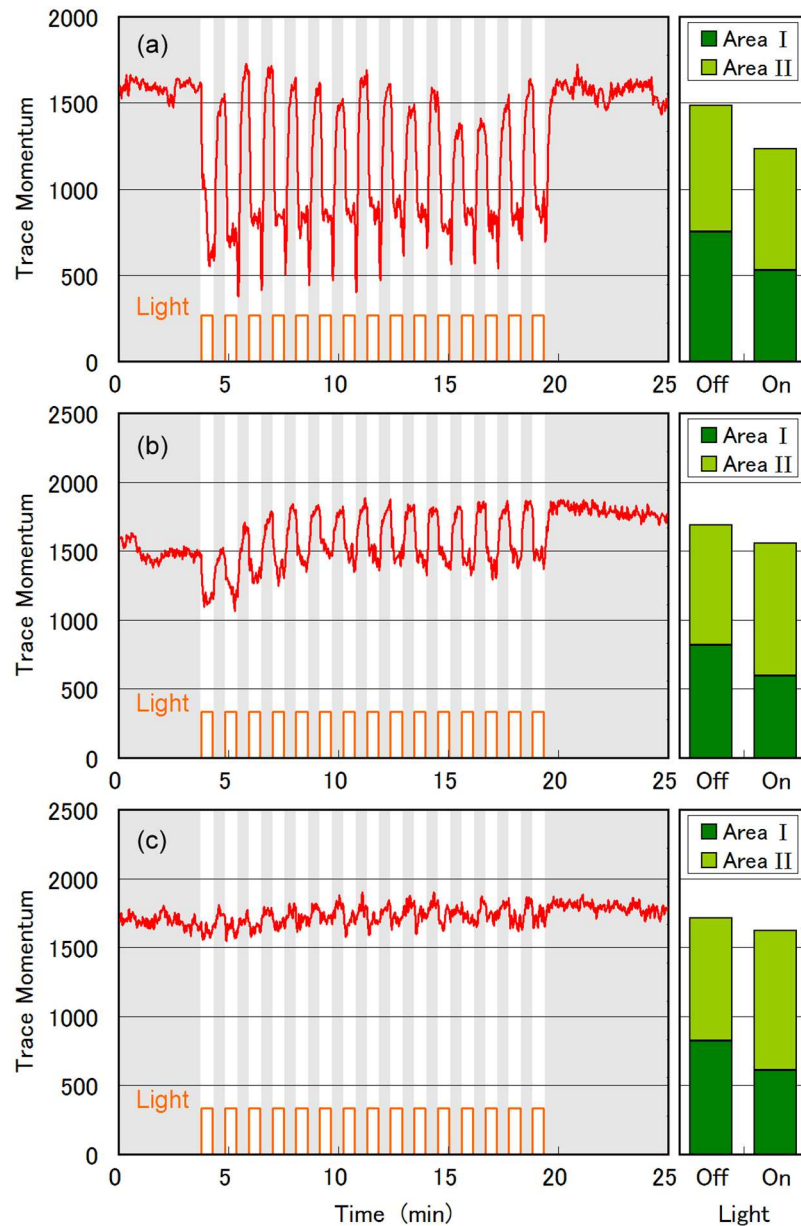 (a)
Trace Momentum
2000
1500
1000
500
0
Light
0 5 10 15 20 25
Area I
Area II
Off On
(b)
Trace Momentum
2500
2000
1500
1000
500
0
Light
0 5 10 15 20 25
Area I
Area II
Off On
(c)
Trace Momentum
2500
2000
1500
1000
500
0
Light
0 5 10 15 20 25
Time (min)
Area I
Area II
Off On
Light